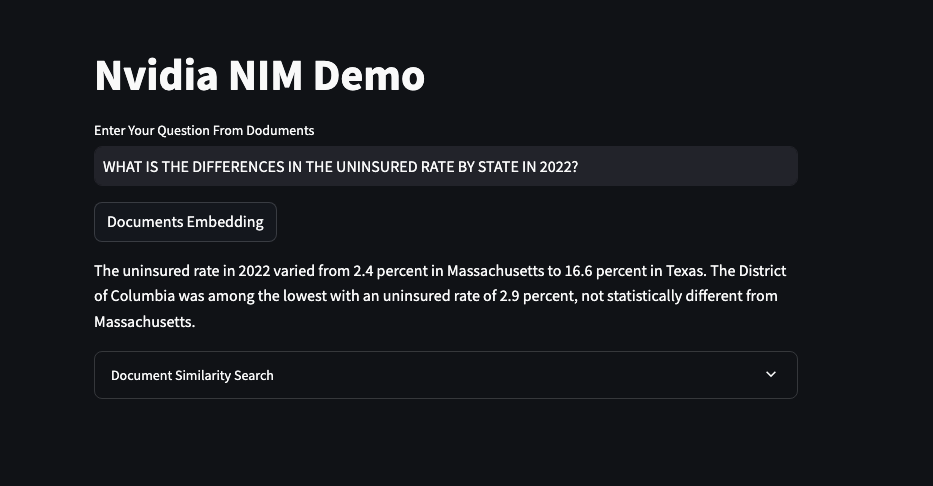 Nvidia NIM Demo
Enter Your Question From Doduments
WHAT IS THE DIFFERENCES IN THE UNINSURED RATE BY STATE IN 2022?
Documents Embedding
The uninsured rate in 2022 varied from 2.4 percent in Massachusetts to 16.6 percent in Texas. The District
of Columbia was among the lowest with an uninsured rate of 2.9 percent, not statistically different from
Massachusetts.
Document Similarity Search